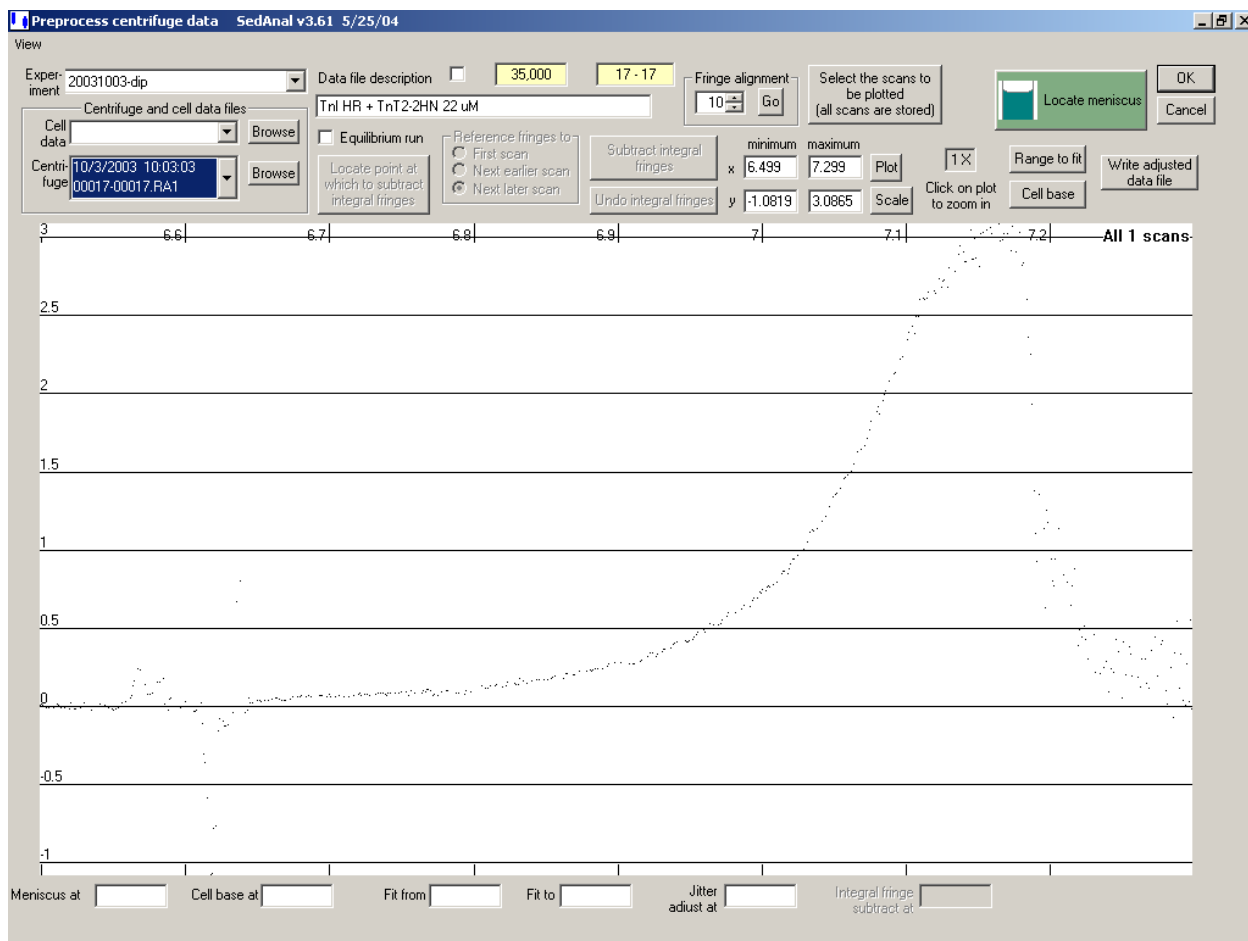 Preprocess centrifuge data SedAnal v3.61 5/25/04
View
Exper-
iment
20031003-dip
Data file description
35,000
17 - 17
Fringe alignment
10
Go
Select the scans to
be plotted
(all scans are stored)
Locate meniscus
OK
Cancel
Centrifuge and cell data files
Cell
data
Browse
Centri-
fuge
10/3/2003 10:03:03
00017-00017.RA1
Browse
TnI HR + TnT2-2HN 22 uM
Equilibrium run
Locate point at
which to subtract
integral fringes
Reference fringes to
First scan
Next earlier scan
Next later scan
Subtract integral
fringes
Undo integral fringes
minimum maximum
x 6.499 7.299 Plot
y -1.0819 3.0865 Scale
1X
Click on plot
to zoom in
Range to fit
Cell base
Write adjusted
data file
3 6.6 6.7 6.8 6.9 7 7.1 7.2 All 1 scans
2.5
2
1.5
1
0.5
0
-0.5
-1
Meniscus at
Cell base at
Fit from
Fit to
Jitter
adjust at
Integral fringe
subtract at